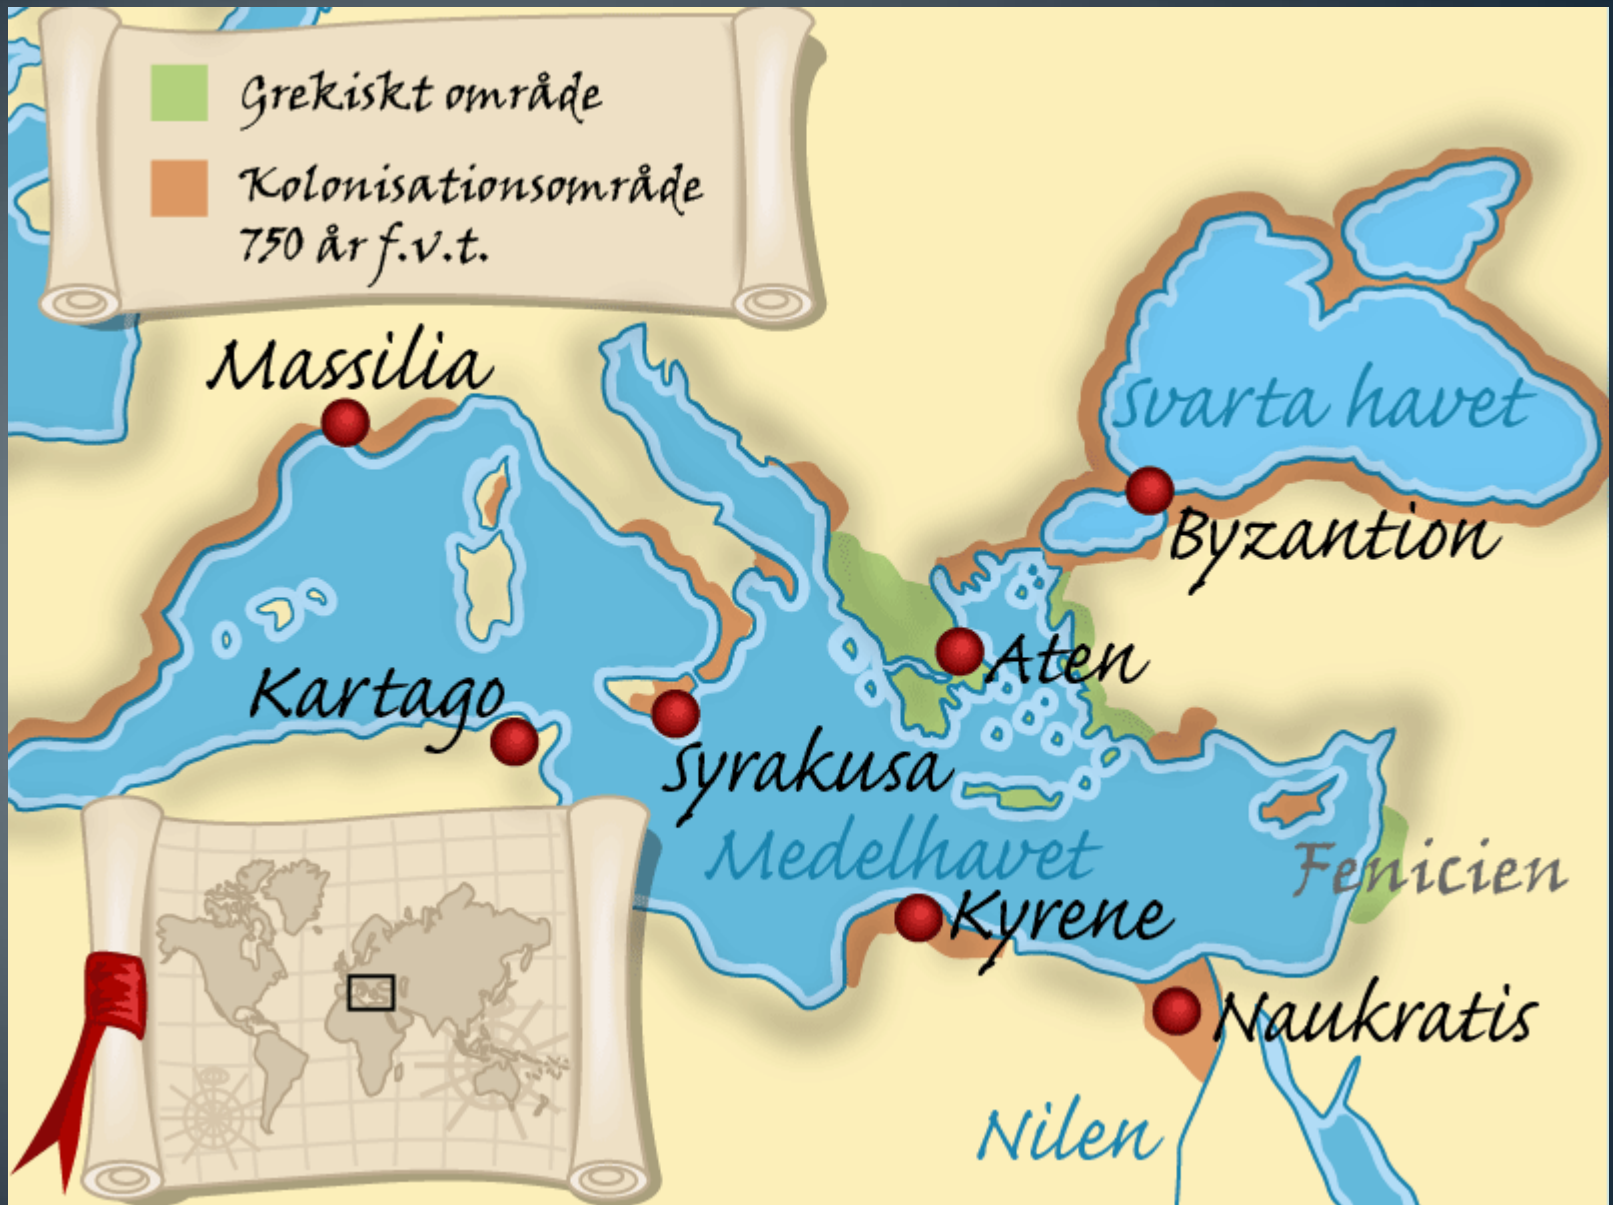 Grekiskt område
Kolonisationsområde
750 år f.v.t.
Massilia
Svarta havet
Byzantion
Aten
Kartago
Syrakusa
Medelhavet
Fenicien
Kyrene
Naukratis
Nilen